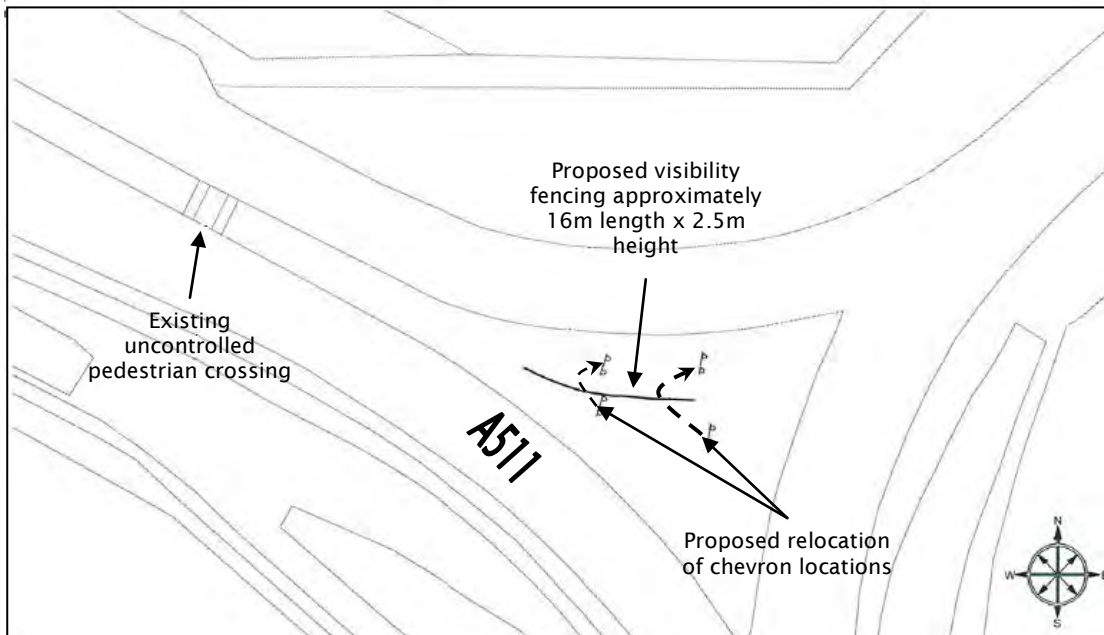 Proposed visibility
fencing approximately
16m length x 2.5m
height
Existing
uncontrolled
pedestrian crossing
A511
Proposed relocation
of chevron locations
N
W
E
S